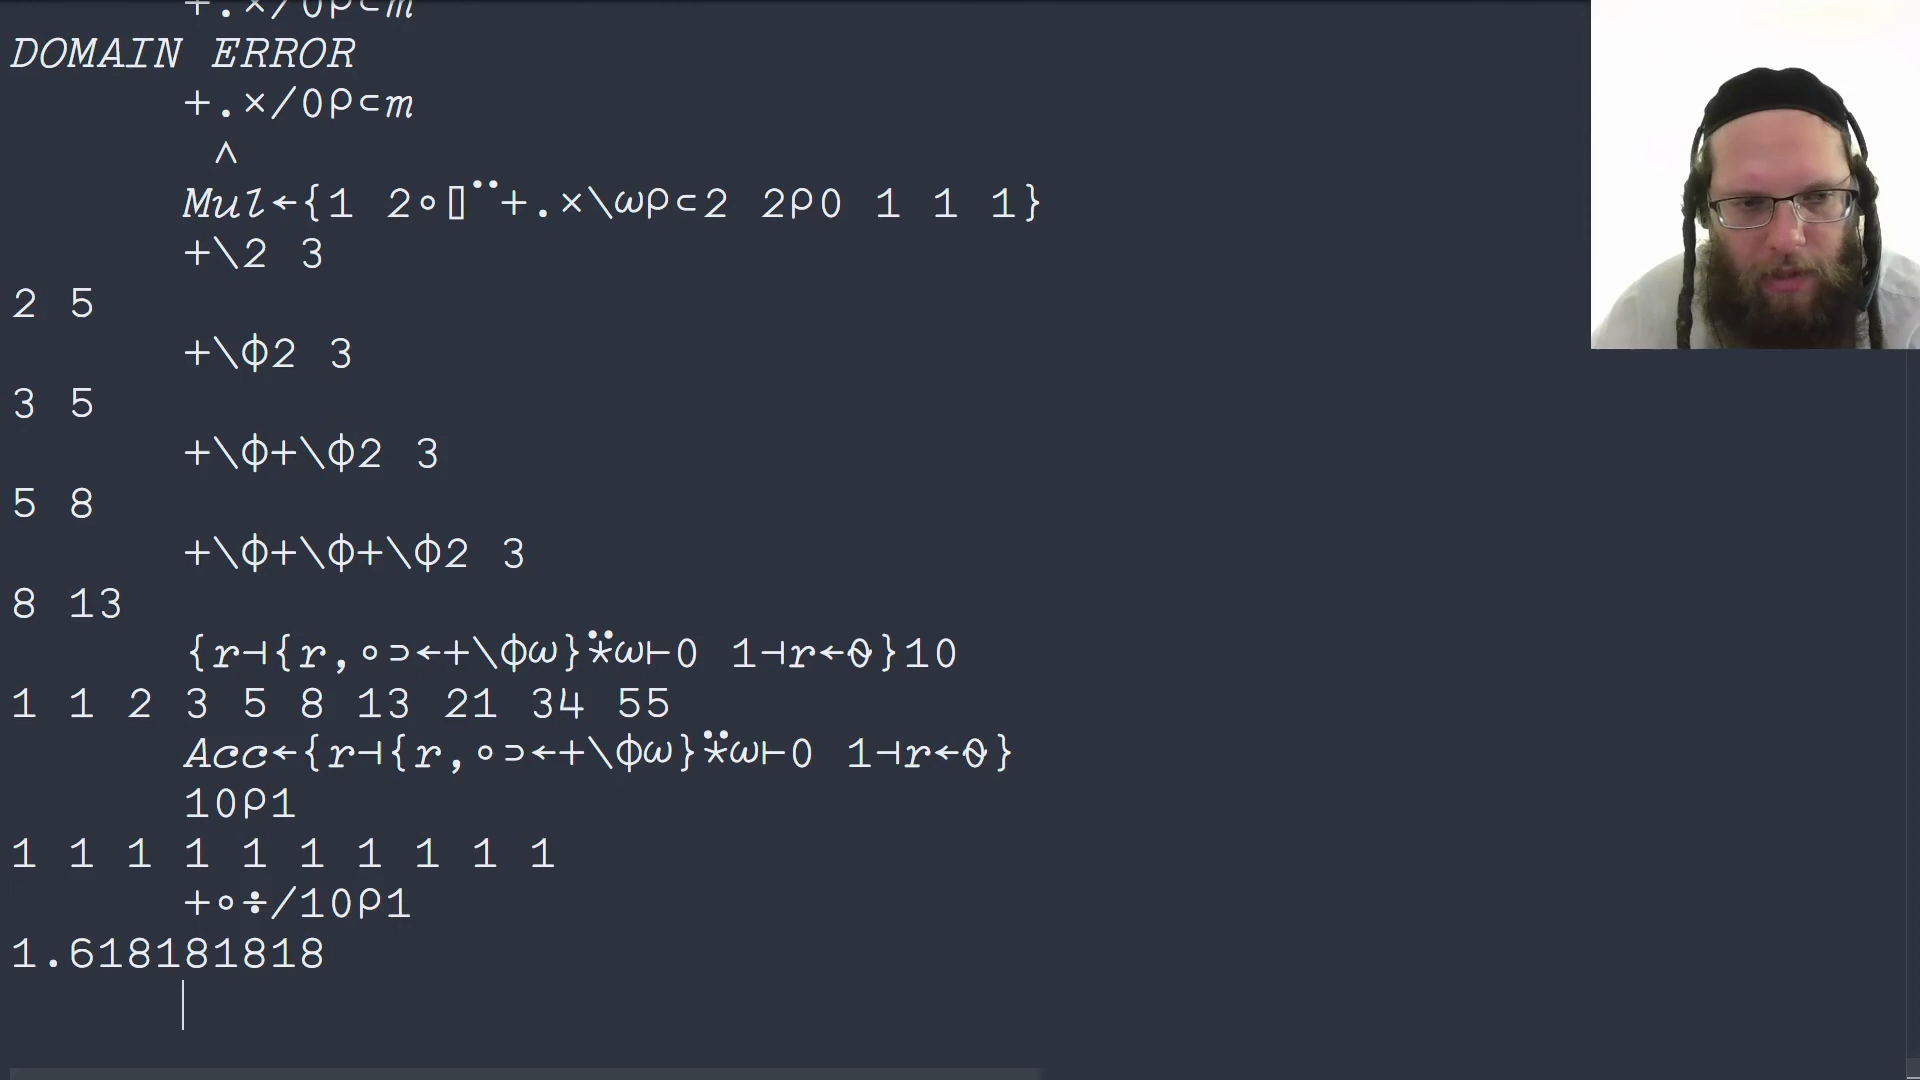 +.×/0⍴⊂m
DOMAIN ERROR
+.×/0⍴⊂m
∧
Mul←{1 2∘⌷¨+.×\⍵⍴⊂2 2⍴0 1 1 1}
+\2 3
2 5
+\⌽2 3
3 5
+\⌽+\⌽2 3
5 8
+\⌽+\⌽+\⌽2 3
8 13
{r⊣{r,∘⊃←+\⌽⍵}⍣⍵⊢0 1⊣r←⍬}10
1 1 2 3 5 8 13 21 34 55
Acc←{r⊣{r,∘⊃←+\⌽⍵}⍣⍵⊢0 1⊣r←⍬}
10⍴1
1 1 1 1 1 1 1 1 1 1
+∘÷/10⍴1
1.618181818